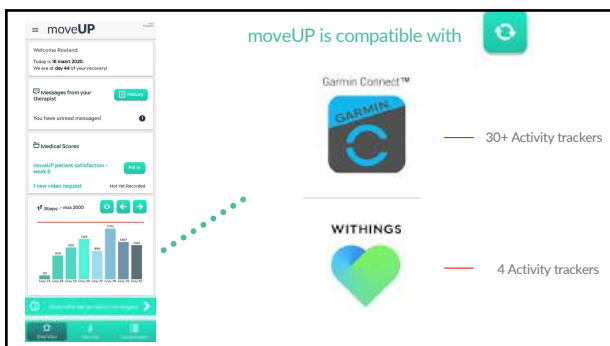 moveUP
Welcome Roeland
Today is 16 maart 2020.
We are at day 44 of your recovery!
Messages from your
therapist
History
You have unread messages!
Medical Scores
moveUP patient satisfaction -
week 6
Fill in
1 new video request
Not Yet Recorded
Steps - max 2000
moveUP is compatible with
Garmin Connect™
GARMIN
30+ Activity trackers
WITHINGS
4 Activity trackers